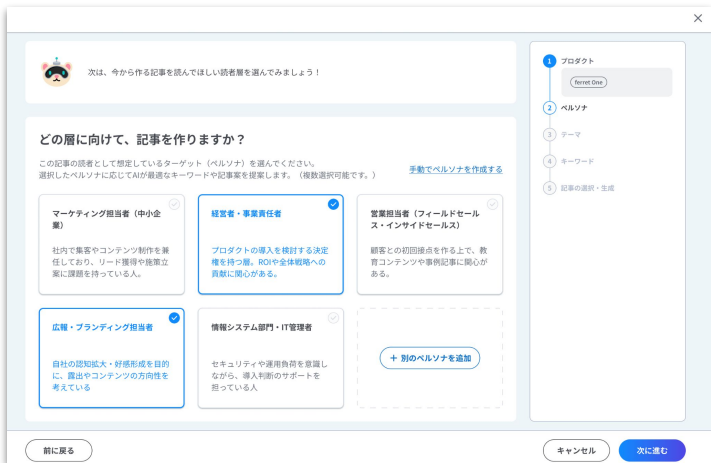 次は、今から作る記事を読んでほしい読者層を選んでみましょう！
どの層に向けて、記事を作りますか？
この記事の読者として想定しているターゲット（ペルソナ）を選んでください。
選択したペルソナに応じてAIが最適なキーワードや記事案を提案します。（複数選択可能です。）
手動でペルソナを作成する
マーケティング担当者（中小企
業）
社内で集客やコンテンツ制作を兼
任しており、リード獲得や施策立
案に課題を持っている人。
経営者・事業責任者
プロダクトの導入を検討する決定
権を持つ層。ROIや全体戦略への
貢献に関心がある。
営業担当者（フィールドセール
ス・インサイドセールス）
顧客との初回接点を作る上で、教
育コンテンツや事例記事に関心が
ある。
広報・ブランディング担当者
自社の認知拡大・好感形成を目的
に、露出やコンテンツの方向性を
考えている
情報システム部門・IT管理者
セキュリティや運用負荷を意識し
ながら、導入判断のサポートを
担っている人
+ 別のペルソナを追加
1 プロダクト
ferret One
2 ペルソナ
3 テーマ
4 キーワード
5 記事の選択・生成
前に戻る
キャンセル
次に進む